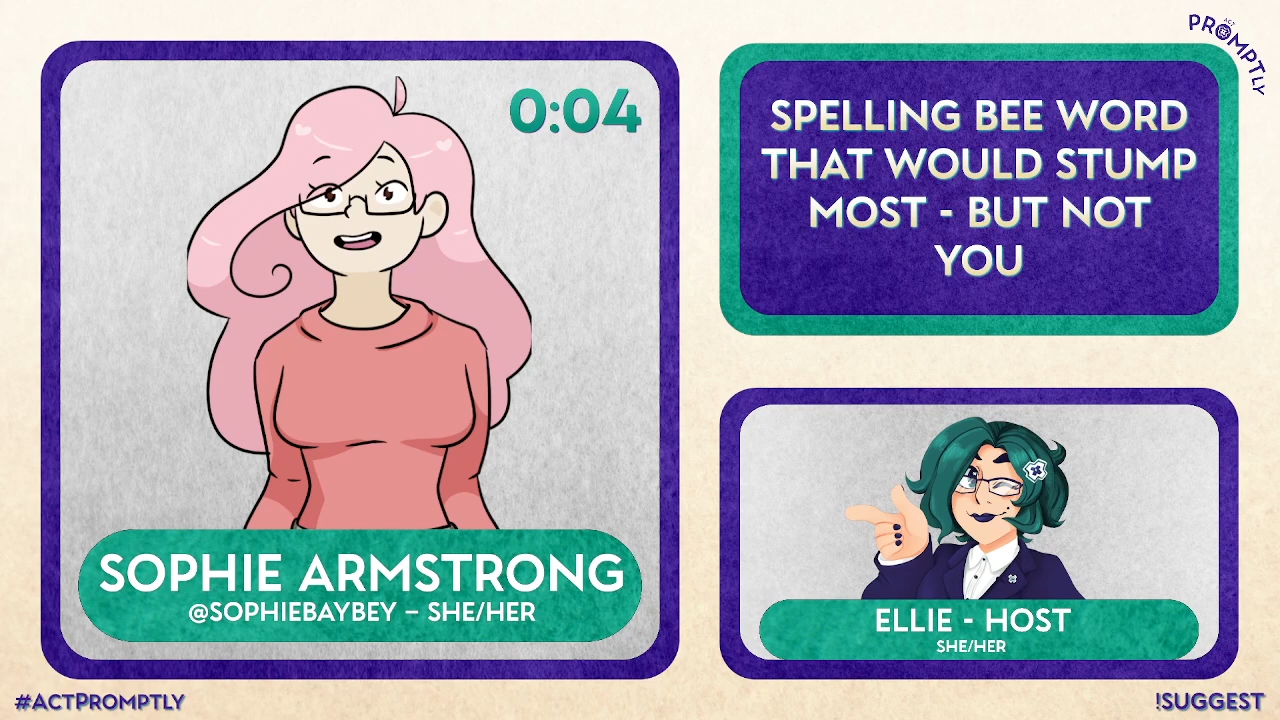 ACT
PROMPTLY
0:04
SPELLING BEE WORD
THAT WOULD STUMP
MOST - BUT NOT
YOU
SOPHIE ARMSTRONG
@SOPHIEBAYBEY – SHE/HER
ELLIE - HOST
SHE/HER
#ACTPROMPTLY
!SUGGEST